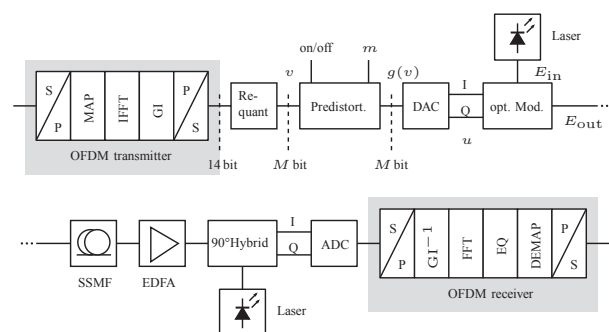 on/off
m
Laser
S
P
MAP
IFFT
GI
P
S
Re-
quant
v
Predistort.
g(v)
DAC
I
Q
u
opt. Mod.
E_in
E_out
...
OFDM transmitter
14 bit
M bit
M bit
...
SSMF
EDFA
90°Hybrid
I
Q
ADC
Laser
S
P
GI⁻¹
FFT
EQ
DEMAP
P
S
OFDM receiver